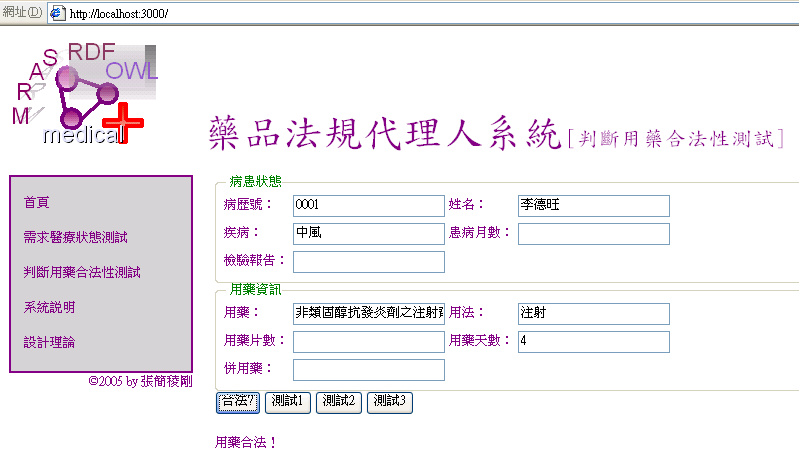 網址(D) http://localhost:3000/
MRAS RDF
OWL
medical
藥品法規代理人系統[判斷用藥合法性測試]
首頁
需求醫療狀態測試
判斷用藥合法性測試
系統説明
設計理論
©2005 by 張簡稜剛
病患狀態
病歷號： 0001 姓名： 李德旺
疾病： 中風 患病月數：
檢驗報告：
用藥資訊
用藥： 非類固醇抗發炎劑之注射 用法： 注射
用藥片數： 用藥天數： 4
併用藥：
合法? 測試1 測試2 測試3
用藥合法！